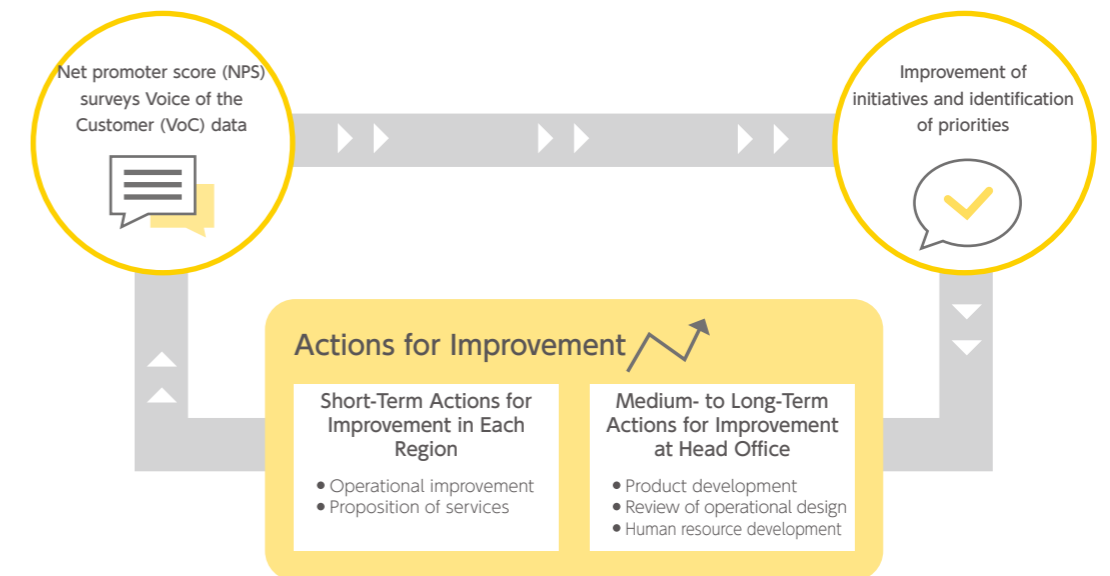 Net promoter score (NPS)
surveys Voice of the
Customer (VoC) data
Improvement of
initiatives and identification
of priorities
Actions for Improvement
Short-Term Actions for
Improvement in Each
Region
• Operational improvement
• Proposition of services
Medium- to Long-Term
Actions for Improvement
at Head Office
• Product development
• Review of operational design
• Human resource development